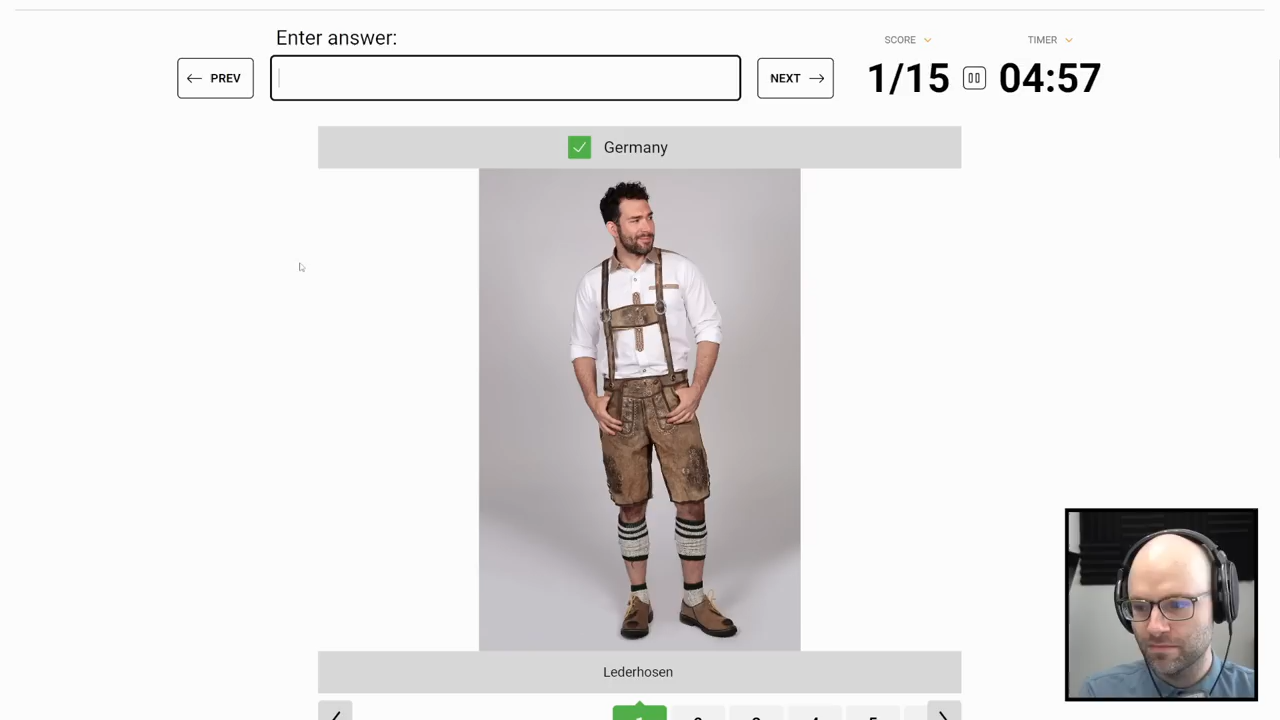 Enter answer:
SCORE
TIMER
PREV
NEXT
1/15
04:57
Germany
Lederhosen